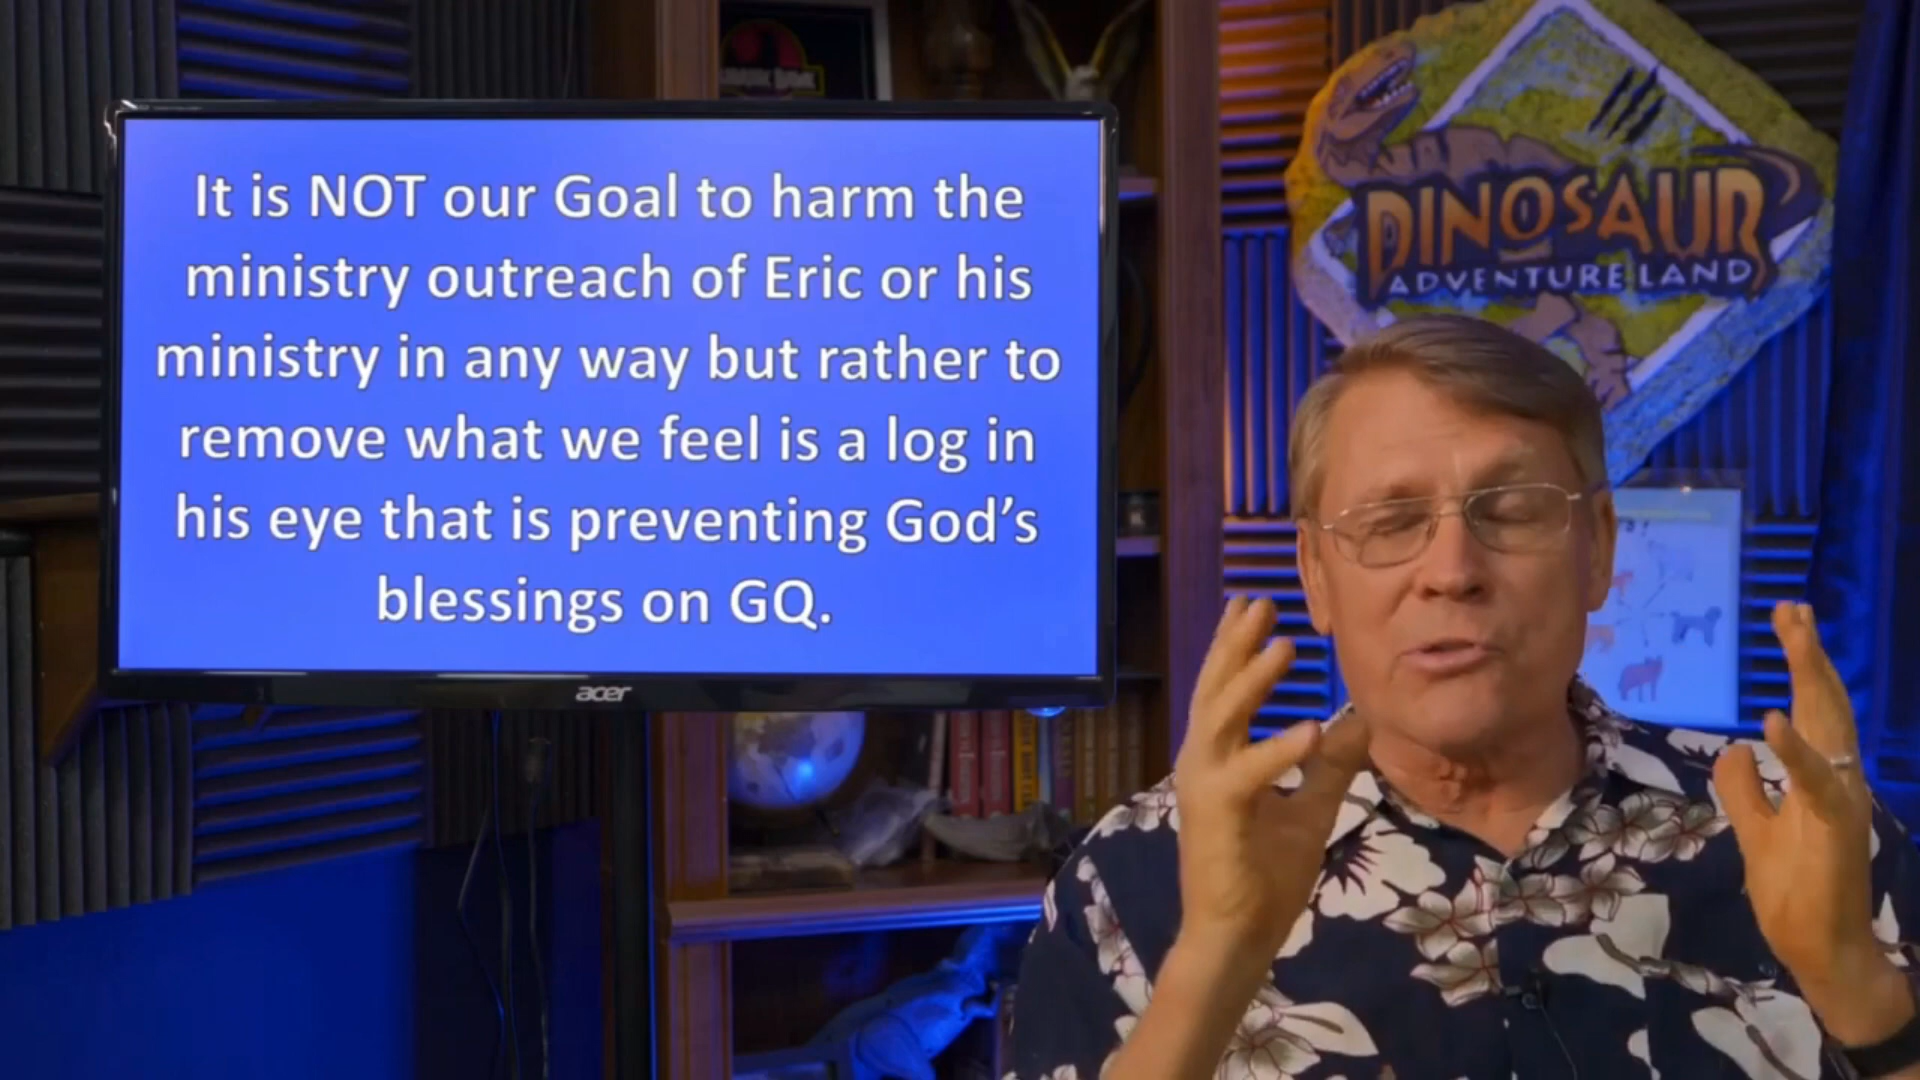 It is NOT our Goal to harm the
ministry outreach of Eric or his
ministry in any way but rather to
remove what we feel is a log in
his eye that is preventing God's
blessings on GQ.
acer
DINOSAUR
ADVENTURE LAND